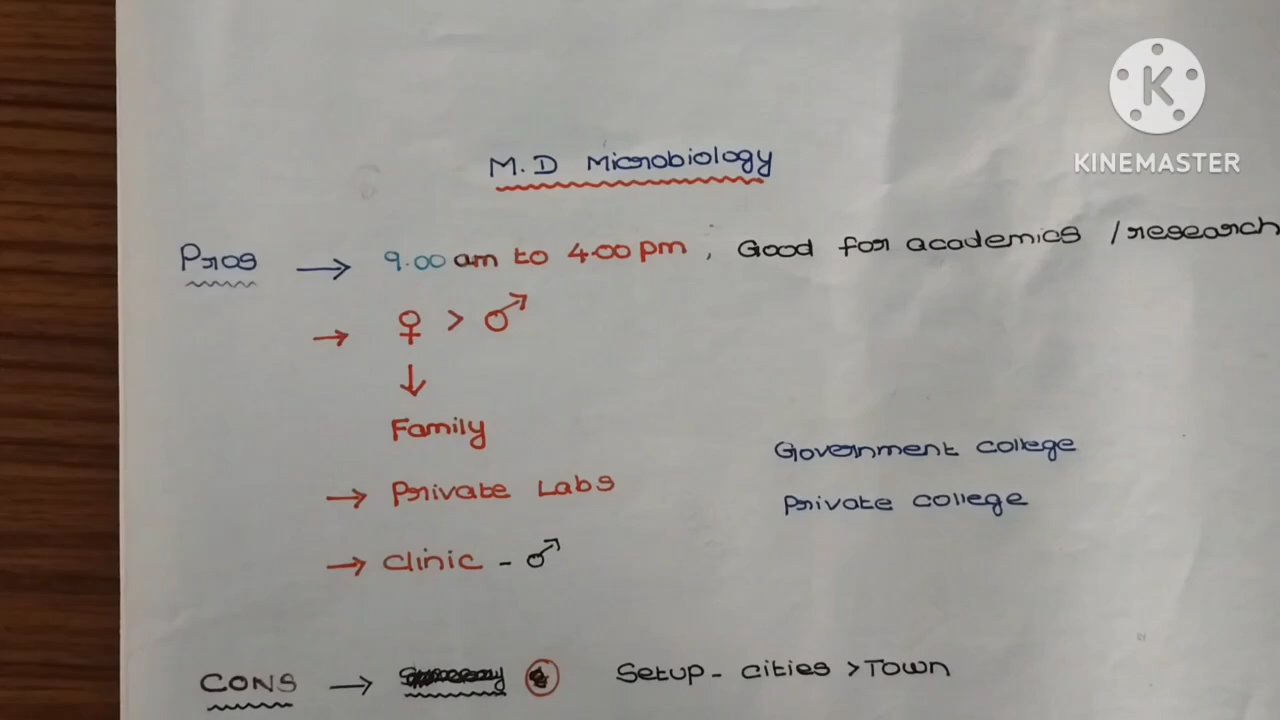 K
KINEMASTER
M.D Microbiology
Pros → 9.00 am to 4.00 pm, Good for academics / research
→ ♀ > ♂
↓
Family
→ Private Labs
Government college
Private college
→ clinic - ♂
CONS → Setup - cities > Town